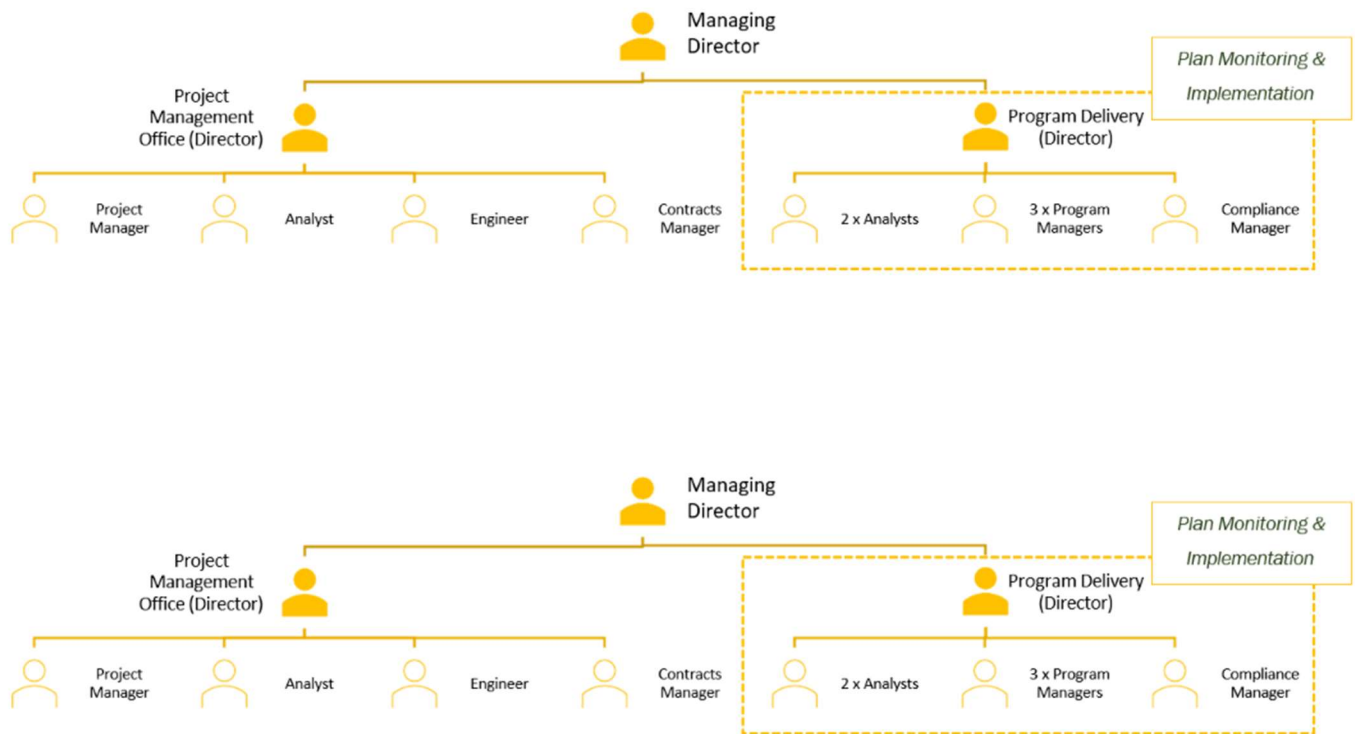 Managing
Director
Plan Monitoring &
Implementation
Project
Management
Office (Director)
Program Delivery
(Director)
Project
Manager
Analyst
Engineer
Contracts
Manager
2 x Analysts
3 x Program
Managers
Compliance
Manager
Managing
Director
Plan Monitoring &
Implementation
Project
Management
Office (Director)
Program Delivery
(Director)
Project
Manager
Analyst
Engineer
Contracts
Manager
2 x Analysts
3 x Program
Managers
Compliance
Manager